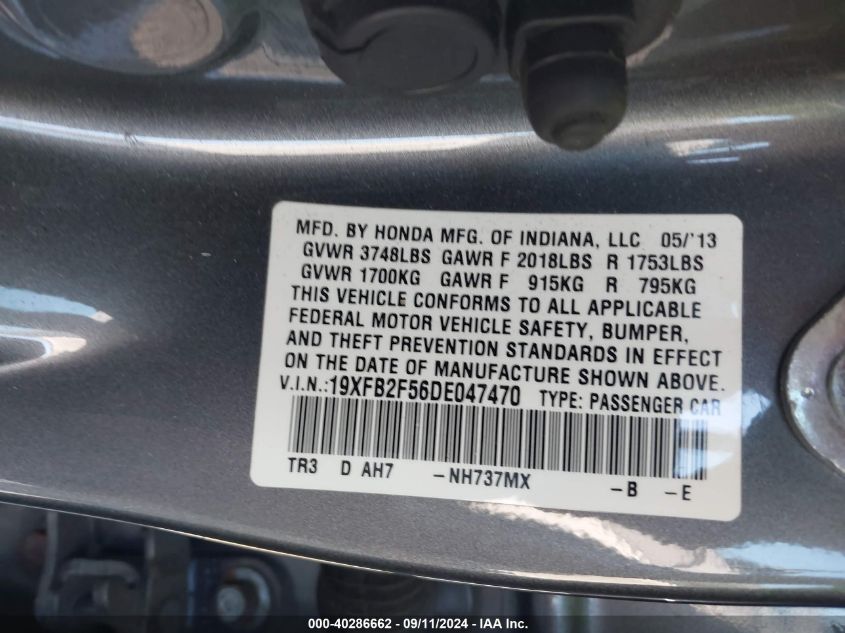 MFD. BY HONDA MFG. OF INDIANA, LLC 05/'13
GVWR 3748LBS GAWR F 2018LBS R 1753LBS
GVWR 1700KG GAWR F 915KG R 795KG
THIS VEHICLE CONFORMS TO ALL APPLICABLE
FEDERAL MOTOR VEHICLE SAFETY, BUMPER,
AND THEFT PREVENTION STANDARDS IN EFFECT
ON THE DATE OF MANUFACTURE SHOWN ABOVE.
V.I.N.:19XFB2F56DE047470 TYPE: PASSENGER CAR
TR3 D AH7 -NH737MX -B -E
000-40286662 - 09/11/2024 - IAA Inc.